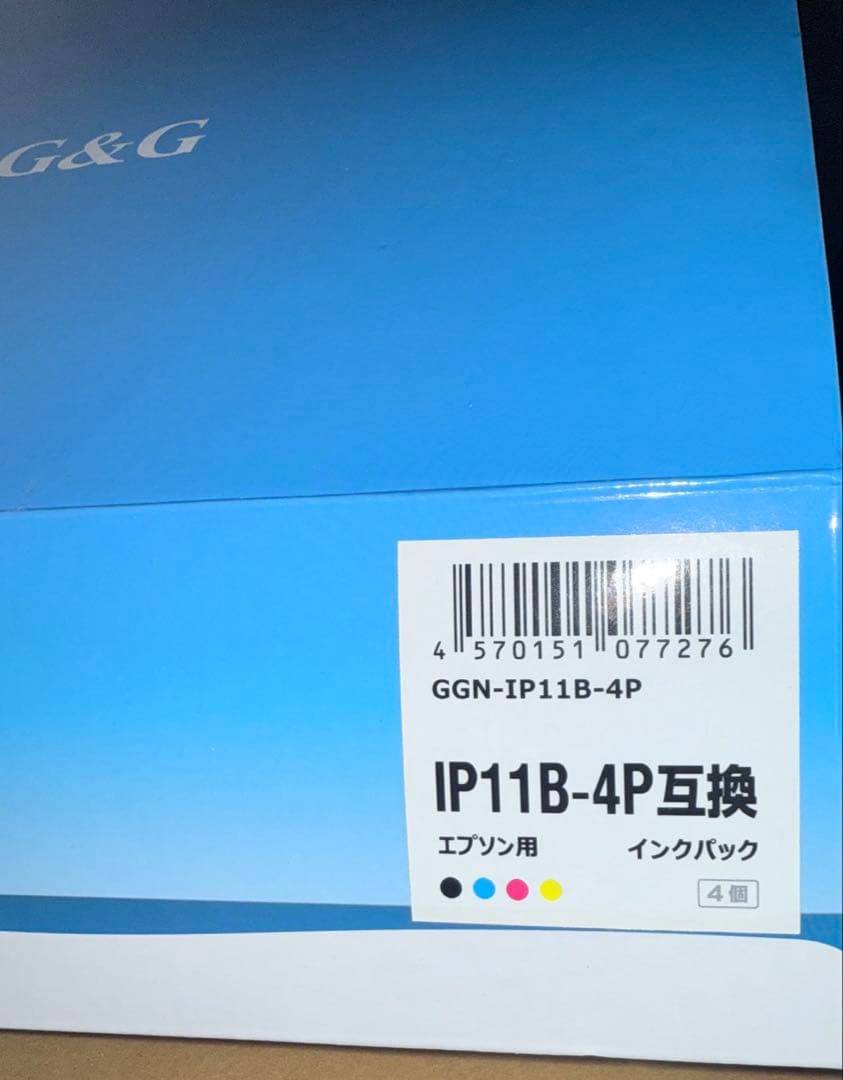 G&G
4 570151 077276
GGN-IP11B-4P
IP11B-4P互換
エプソン用 インクパック
4個